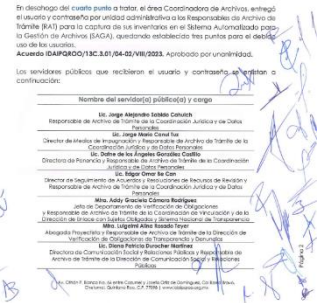 En desahogo del cuarto punto a tratar, el área Coordinadora de Archivos, entregó
el usuario y contraseña por unidad administrativa a los Responsables de Archivo de
Trámite (RAT) para la captura de sus inventarios en el Sistema Automatizado para
la Gestión de Archivos (SAGA), quedando establecido tres puntos para el debido
uso de los usuarios.
Acuerdo IDAIPQROO/13C.3.01/04-02/VIII/2023. Aprobado por unanimidad.
Los servidores públicos que recibieron el usuario y contraseña se enlistan a
continuación:
Nombre del servidor(a) público(a) y cargo
Lic. Jorge Alejandro Sabido
Responsable de Archivo de Trámite de la Coordinación Jurídica y de Datos
Personales
Lic. Jorge Mario Canul Tuz
Director de Medios de Impugnación y Responsable de Archivo de Trámite de la
Coordinación Jurídica y de Datos Personales
Lic. de los Ángeles González Castillo
Directora de Ponencia y Responsable de Archivo de Trámite de la Coordinación
Jurídica y de Datos Personales
Lic. Edgar Omar Be Can
Director de Seguimiento de Acuerdos y Resoluciones de Recursos de Revisión y
Responsable de Archivo de Trámite de la Coordinación Jurídica y de Datos
Personales
Mtra. Addy Graciela Cámara Rodríguez
Jefa de Departamento de Verificación de Obligaciones
y Responsable de Archivo de Trámite de la Coordinación de Vinculación y de la
Dirección de Enlace con Sujetos Obligados y Sistema Nacional de Transparencia
Mtra. Alina Rosado
Abogada Proyectista y Responsable de Archivo de Trámite de la Dirección de
Verificación de Obligaciones de Transparencia y Denuncias
Lic. Diana Patricia Martínez
Directora de Comunicación Social y Relaciones Públicas y Responsable de
Archivo de Trámite de la Dirección de Comunicación Social y Relaciones
Públicas
Página 2